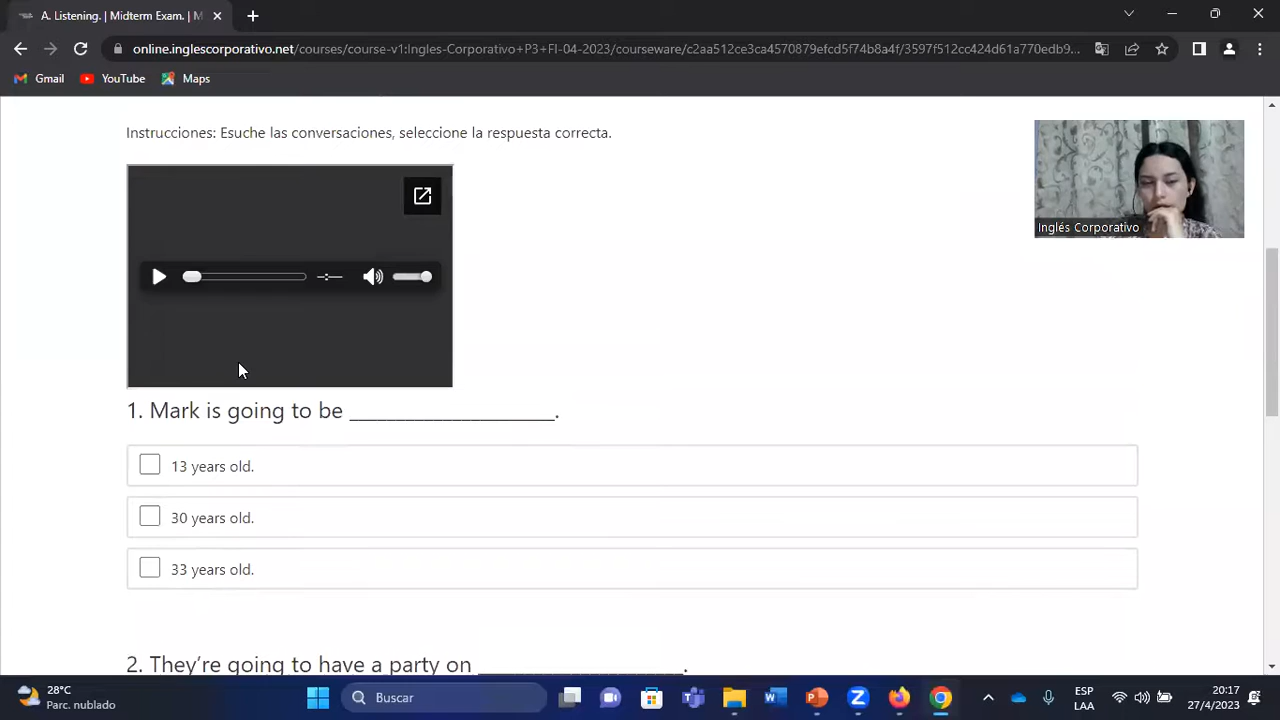 A. Listening. | Midterm Exam. | M
online.inglescorporativo.net/courses/course-v1:Ingles-Corporativo+P3+FI-04-2023/courseware/c2aa512ce3ca4570879efcd5f74b8a4f/3597f512cc424d61a770edb9...
Gmail YouTube Maps
Instrucciones: Esuche las conversaciones, seleccione la respuesta correcta.
Inglés Corporativo
1. Mark is going to be ____________________.
13 years old.
30 years old.
33 years old.
2. They're going to have a party on ____________________.
28°C
Parc. nublado
Buscar
ESP
LAA
20:17
27/4/2023